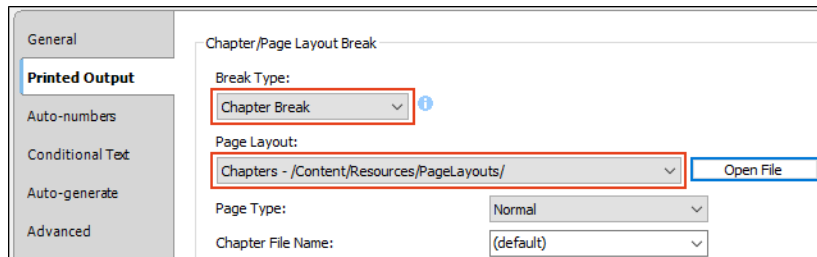 General
Printed Output
Auto-numbers
Conditional Text
Auto-generate
Advanced
Chapter/Page Layout Break
Break Type:
Chapter Break
Page Layout:
Chapters - /Content/Resources/PageLayouts/
Open File
Page Type:
Normal
Chapter File Name:
(default)